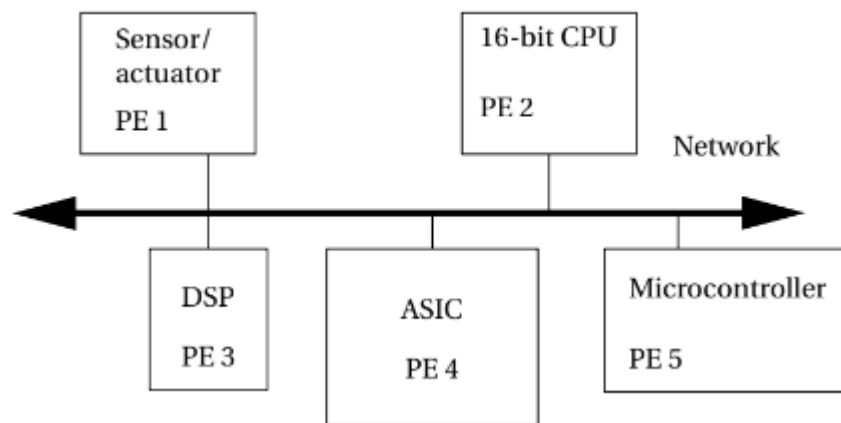 Sensor/
actuator
PE 1
16-bit CPU
PE 2
Network
DSP
PE 3
ASIC
PE 4
Microcontroller
PE 5